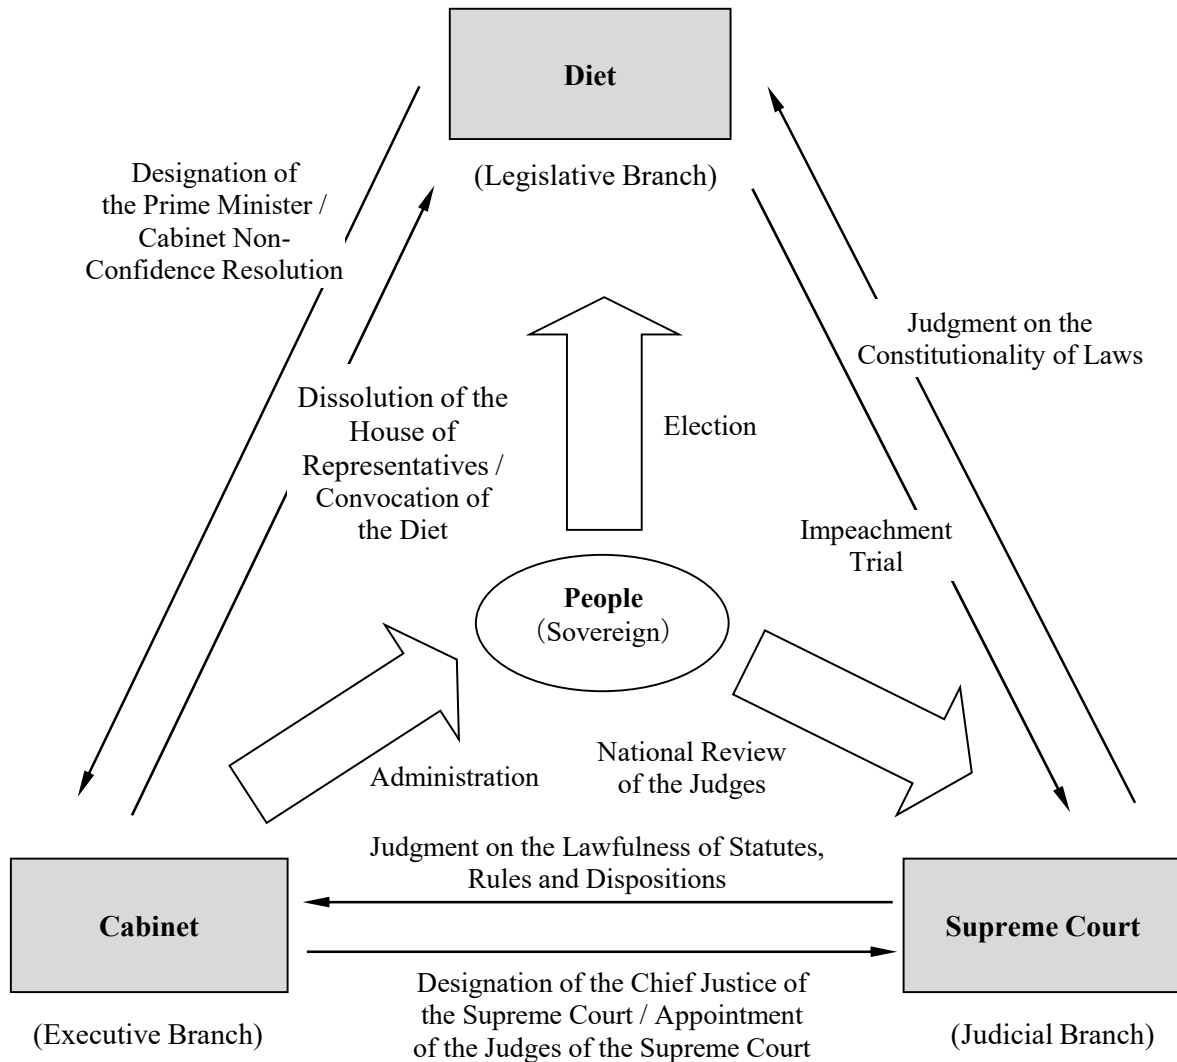 Diet
(Legislative Branch)
Designation of
the Prime Minister /
Cabinet Non-
Confidence Resolution
Judgment on the
Constitutionality of Laws
Dissolution of the
House of
Representatives /
Convocation of
the Diet
Election
Impeachment
Trial
People
(Sovereign)
National Review
of the Judges
Administration
Judgment on the Lawfulness of Statutes,
Rules and Dispositions
Cabinet
Supreme Court
Designation of the Chief Justice of
the Supreme Court / Appointment
of the Judges of the Supreme Court
(Executive Branch)
(Judicial Branch)